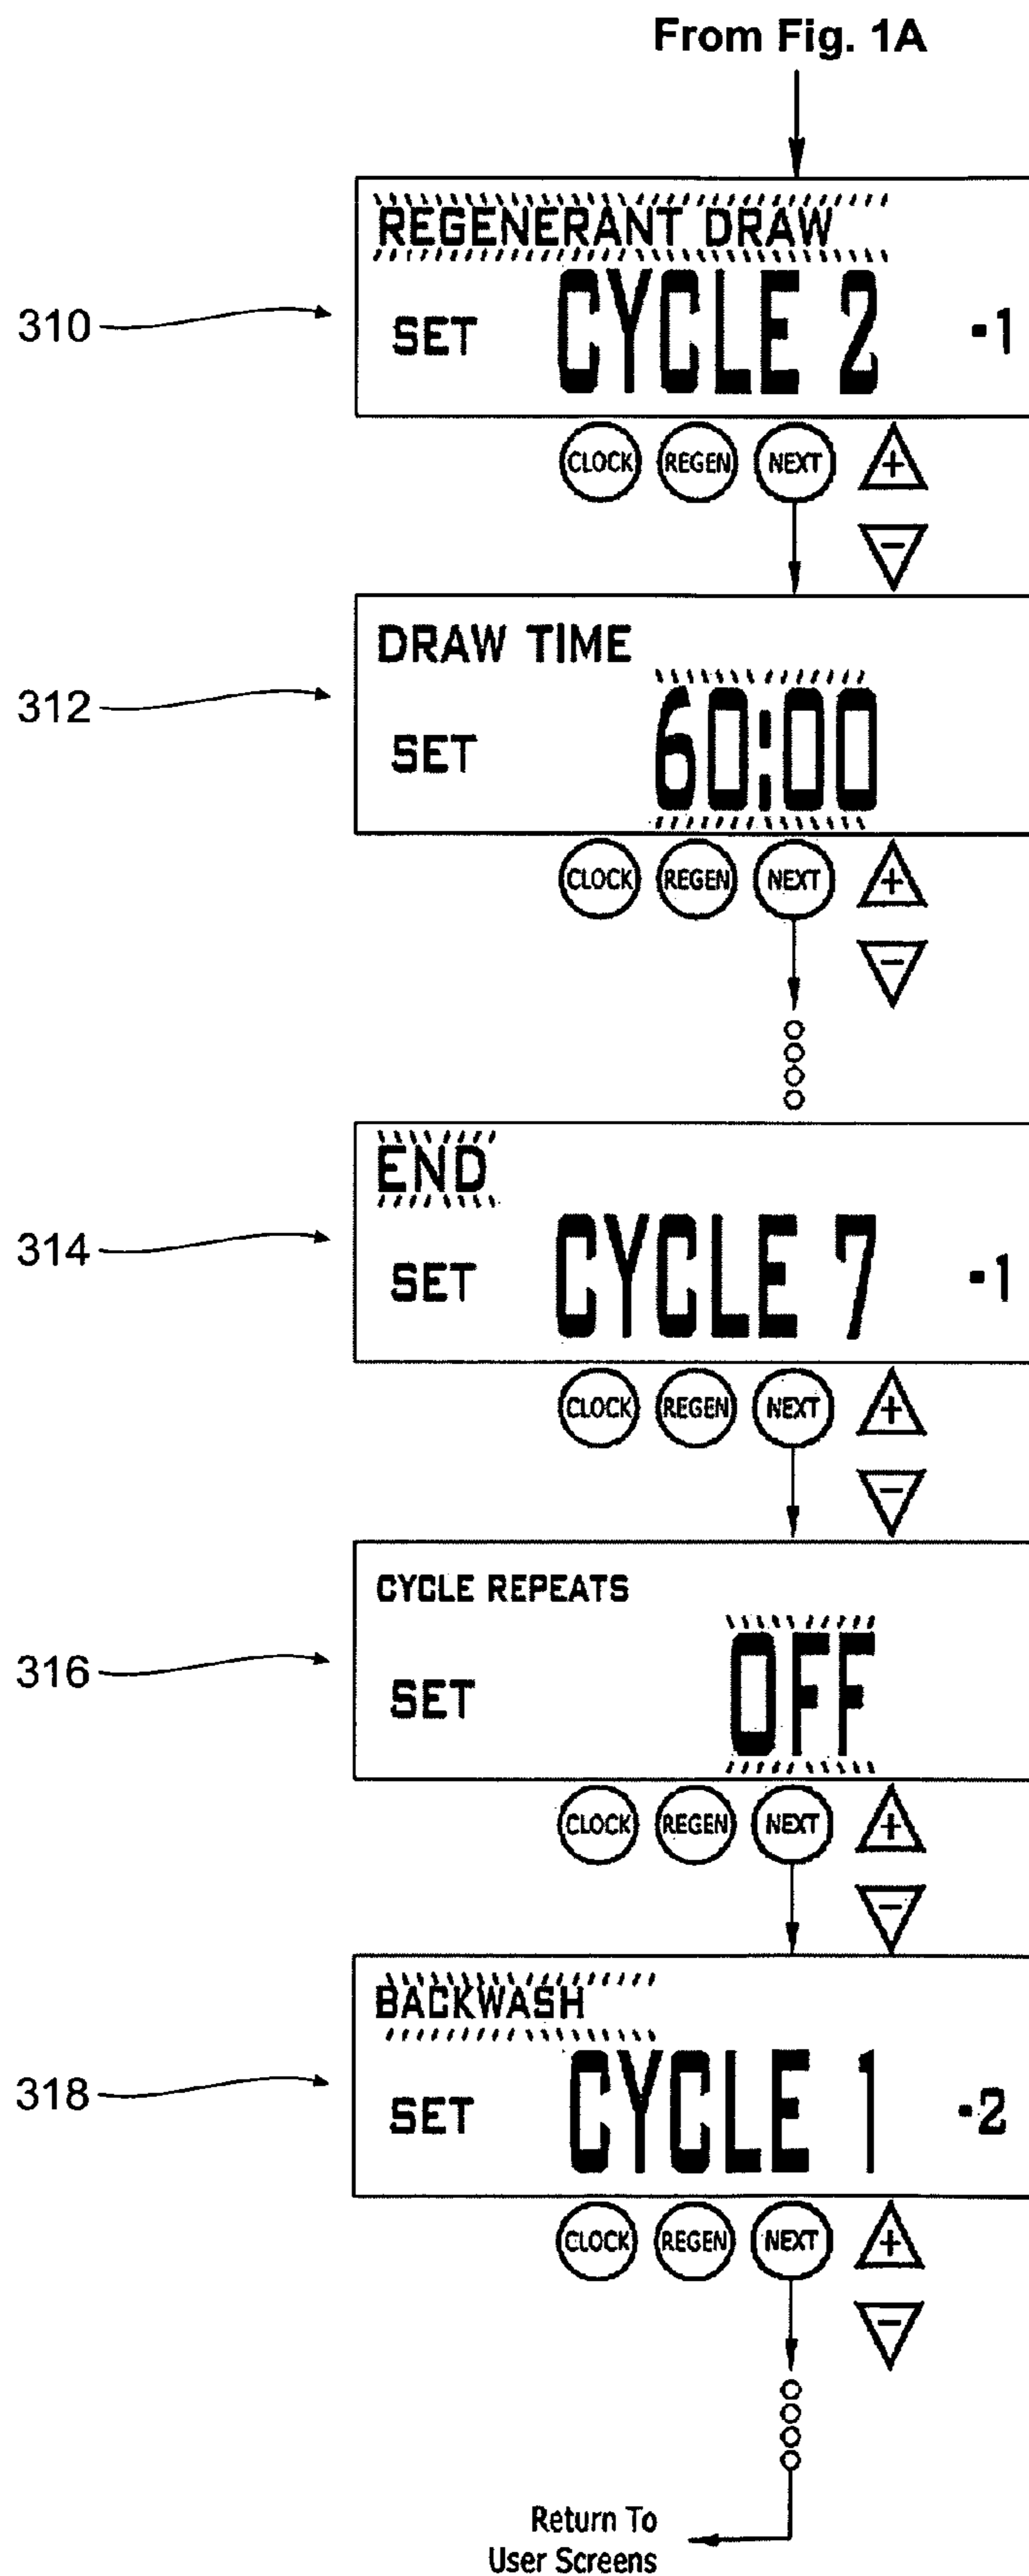 From Fig. 1A
REGENERANT DRAW
310 SET CYCLE 2 -1
CLOCK REGEN NEXT +
-
DRAW TIME
312 SET 60:00
CLOCK REGEN NEXT +
-
END
314 SET CYCLE 7 -1
CLOCK REGEN NEXT +
-
CYCLE REPEATS
316 SET OFF
CLOCK REGEN NEXT +
-
BACKWASH
318 SET CYCLE 1 -2
CLOCK REGEN NEXT +
-
Return To
User Screens